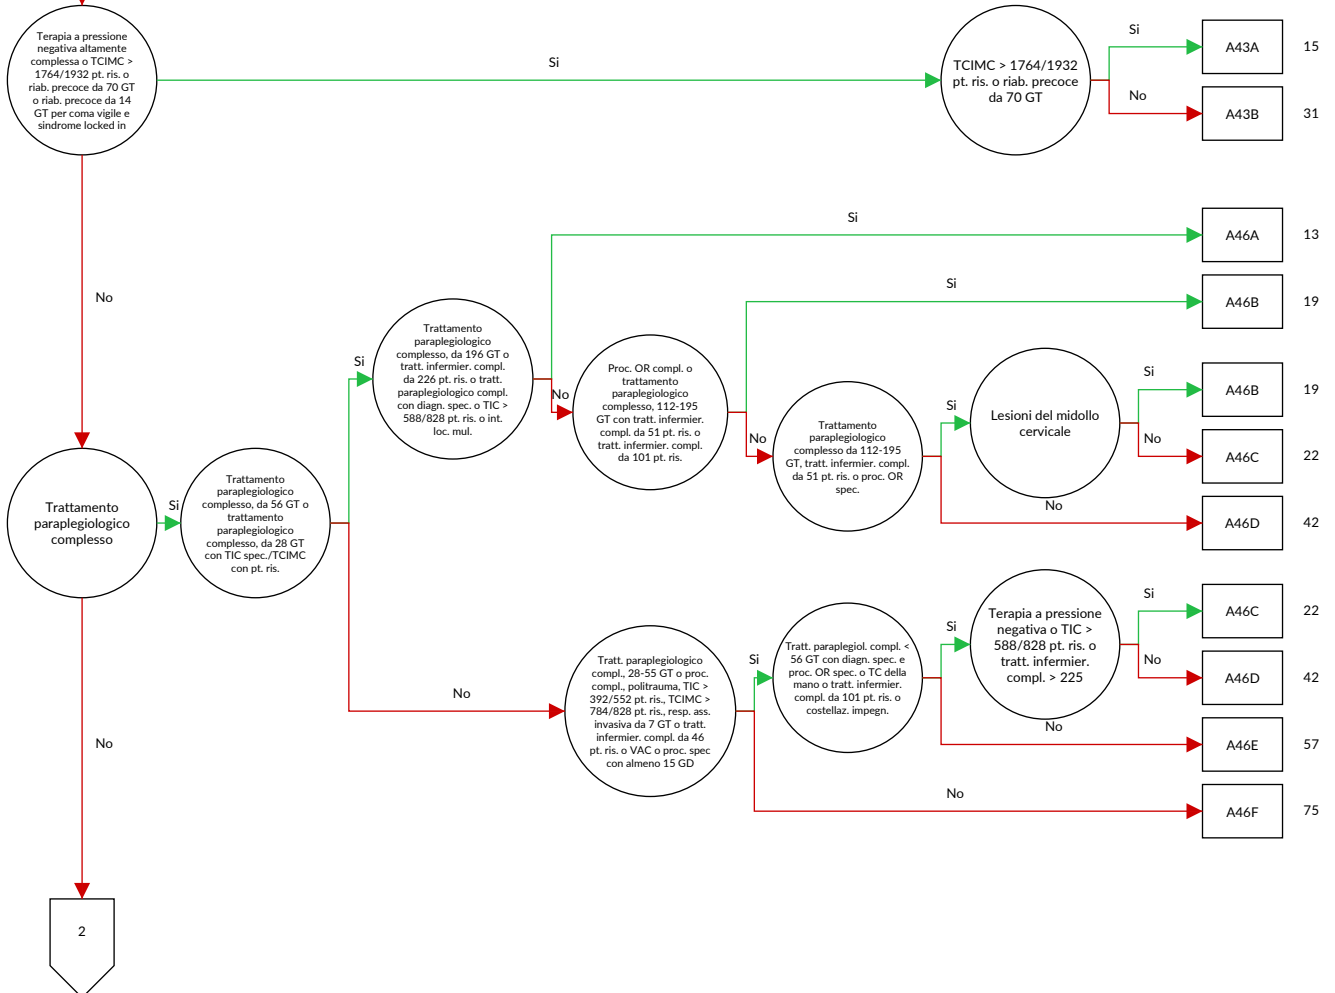 Terapia a pressione
negativa altamente
complessa o TCIMC >
1764/1932 pt. ris. o
riab. precoce da 70 GT
o riab. precoce da 14
GT per coma vigile e
sindrome locked in
Si
TCIMC > 1764/1932
pt. ris. o riab. precoce
da 70 GT
Si
A43A
15
No
A43B
31
No
Trattamento
paraplegiologico
complesso
Si
Trattamento
paraplegiologico
complesso, da 56 GT o
trattamento
paraplegiologico
complesso, da 28 GT
con TIC spec./TCIMC
con pt. ris.
Si
Trattamento
paraplegiologico
complesso, da 196 GT o
tratt. infermier. compl.
da 226 pt. ris. o tratt.
paraplegiologico compl.
con diagn. spec. o TIC >
588/828 pt. ris. o int.
loc. mul.
Si
A46A
13
No
Proc. OR compl. o
trattamento
paraplegiologico
complesso, 112-195
GT con tratt. infermier.
compl. da 51 pt. ris. o
tratt. infermier. compl.
da 101 pt. ris.
Si
A46B
19
No
Trattamento
paraplegiologico
complesso da 112-195
GT, tratt. infermier. compl.
da 51 pt. ris. o proc. OR
spec.
Si
Lesioni del midollo
cervicale
Si
A46B
19
No
A46C
22
No
A46D
42
No
Tratt. paraplegiologico
compl., 28-55 GT o proc.
compl., politrauma, TIC >
392/552 pt. ris., TCIMC >
784/828 pt. ris., resp. ass.
invasiva da 7 GT o tratt.
infermier. compl. da 46
pt. ris. o VAC o proc. spec
con almeno 15 GD
Si
Tratt. paraplegiol. compl. <
56 GT con diagn. spec. e
proc. OR spec. o TC della
mano o tratt. infermier.
compl. da 101 pt. ris. o
costellaz. impegn.
Si
Terapia a pressione
negativa o TIC >
588/828 pt. ris. o
tratt. infermier.
compl. > 225
Si
A46C
22
No
A46D
42
No
A46E
57
No
A46F
75
No
2